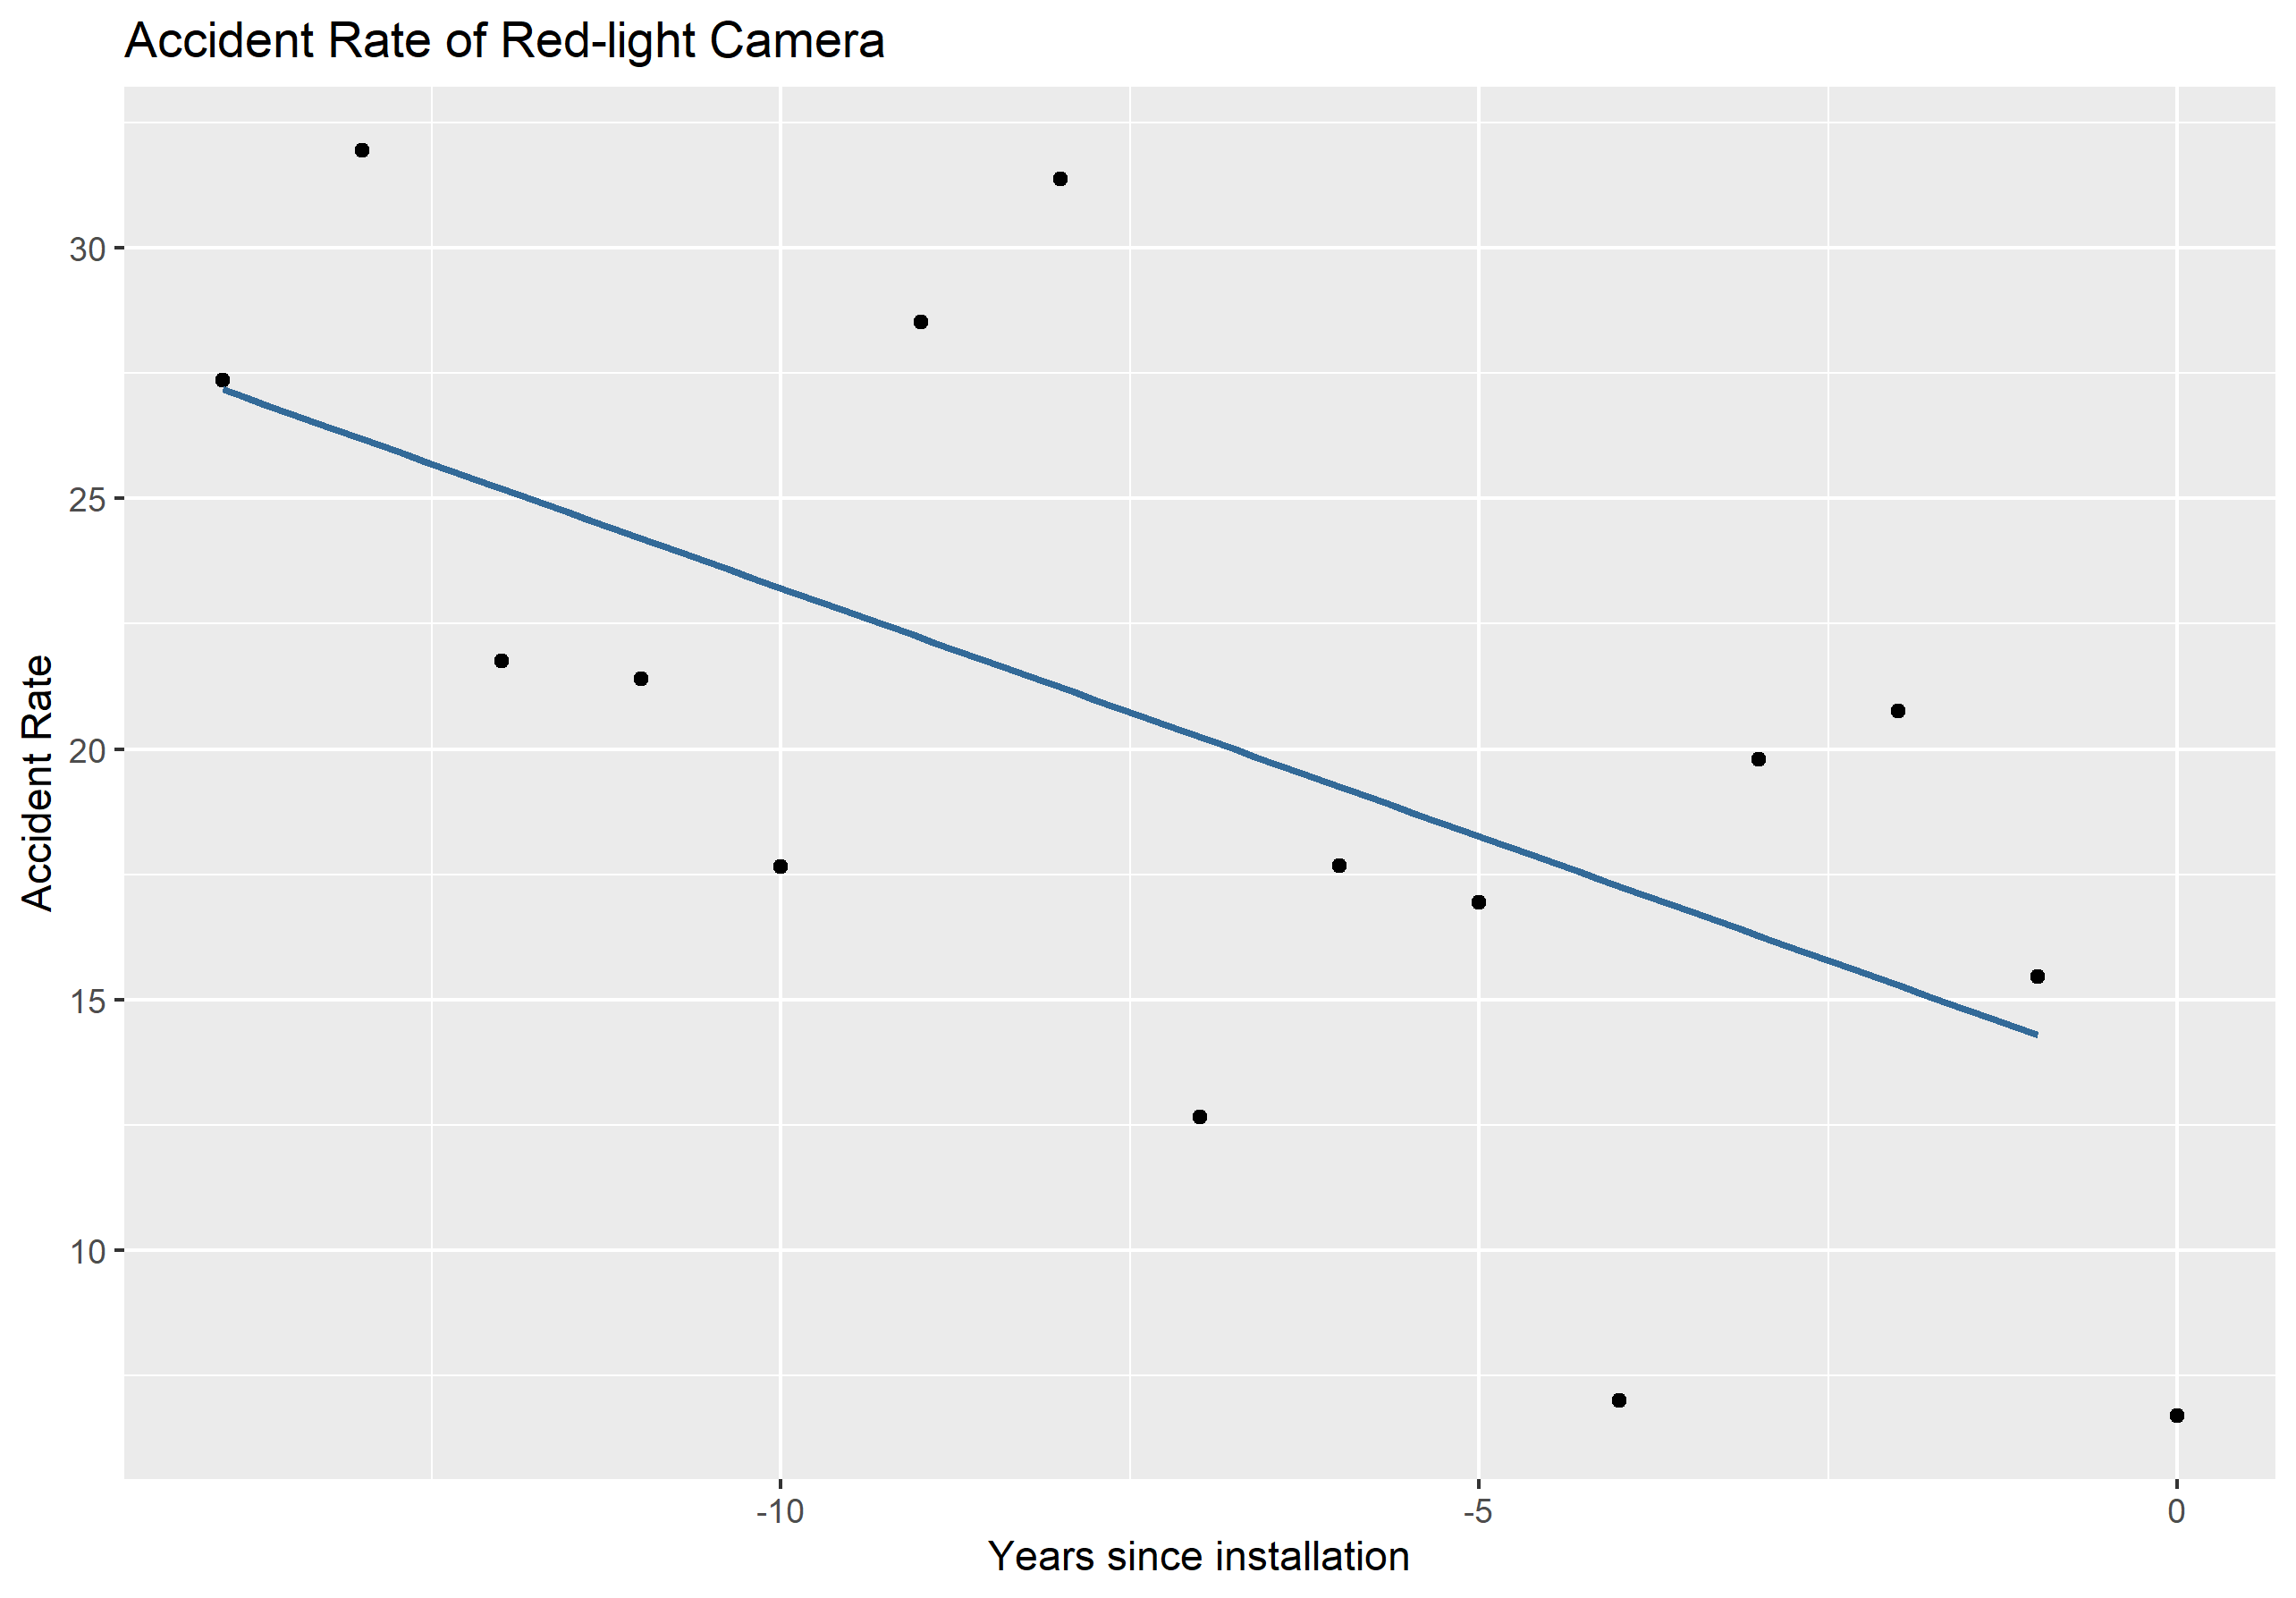 Accident Rate of Red-light Camera
30
25
20
15
10
Accident Rate
-10
-5
0
Years since installation